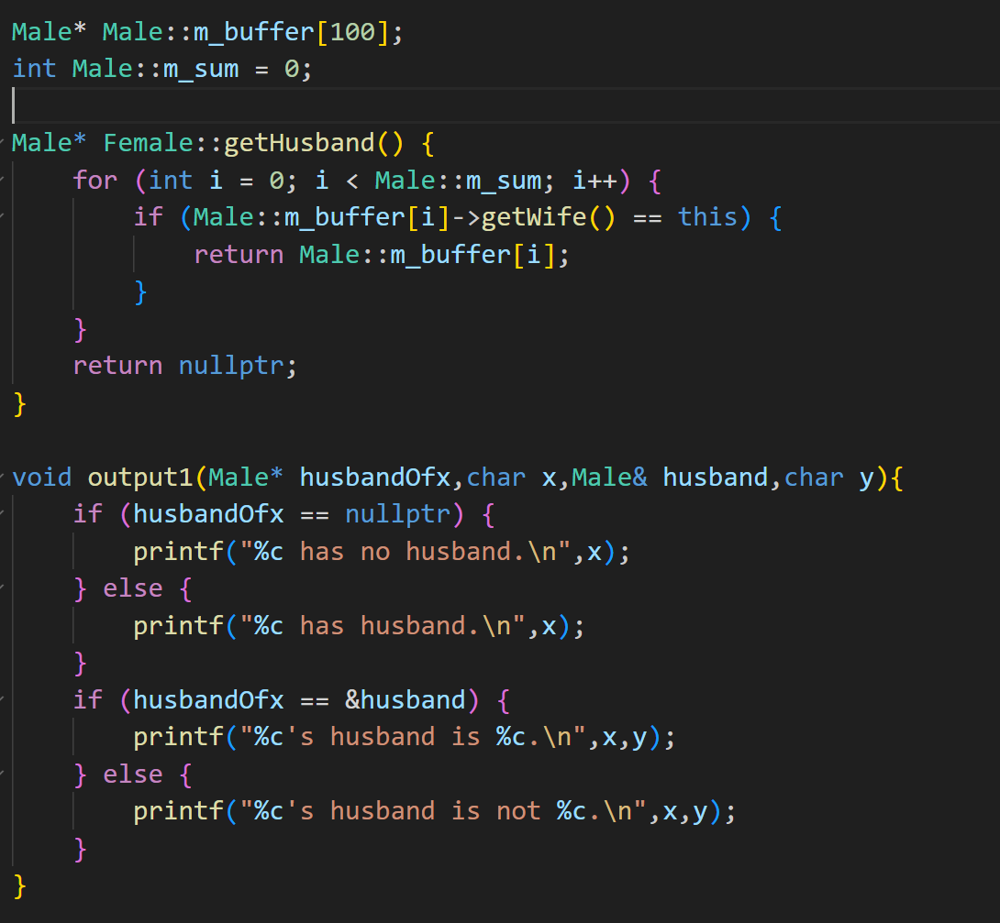 Male* Male::m_buffer[100];
int Male::m_sum = 0;
Male* Female::getHusband() {
    for (int i = 0; i < Male::m_sum; i++) {
        if (Male::m_buffer[i]->getWife() == this) {
            return Male::m_buffer[i];
        }
    }
    return nullptr;
}
void output1(Male* husbandOfx,char x,Male& husband,char y){
    if (husbandOfx == nullptr) {
        printf("%c has no husband.\n",x);
    } else {
        printf("%c has husband.\n",x);
    }
    if (husbandOfx == &husband) {
        printf("%c's husband is %c.\n",x,y);
    } else {
        printf("%c's husband is not %c.\n",x,y);
    }
}